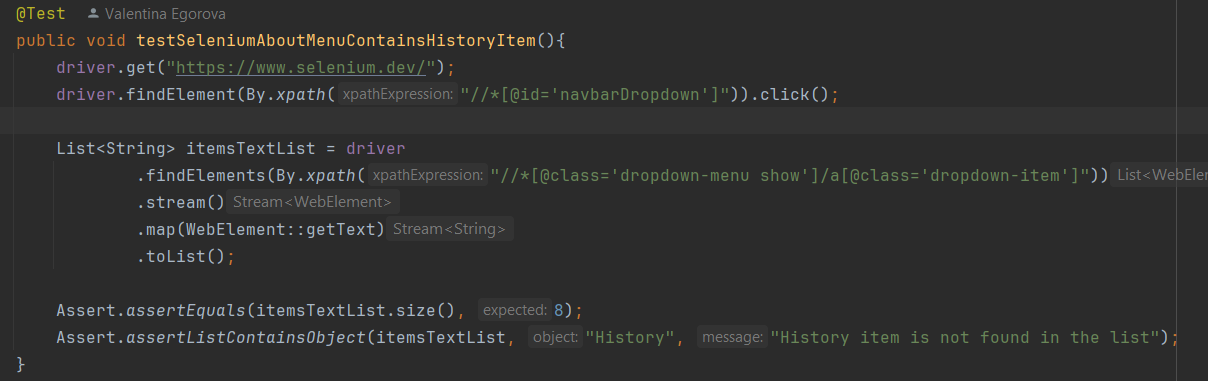 @Test Valentina Egorova
public void testSeleniumAboutMenuContainsHistoryItem(){
driver.get("https://www.selenium.dev/");
driver.findElement(By.xpath( xpathExpression: "//*[@id='navbarDropdown']")).click();
List<String> itemsTextList = driver
.findElements(By.xpath( xpathExpression: "//*[@class='dropdown-menu show']/a[@class='dropdown-item']")) List<WebElem
.stream() Stream<WebElement>
.map(WebElement::getText) Stream<String>
.toList();
Assert.assertEquals(itemsTextList.size(), expected: 8);
Assert.assertListContainsObject(itemsTextList, object: "History", message: "History item is not found in the list");
}